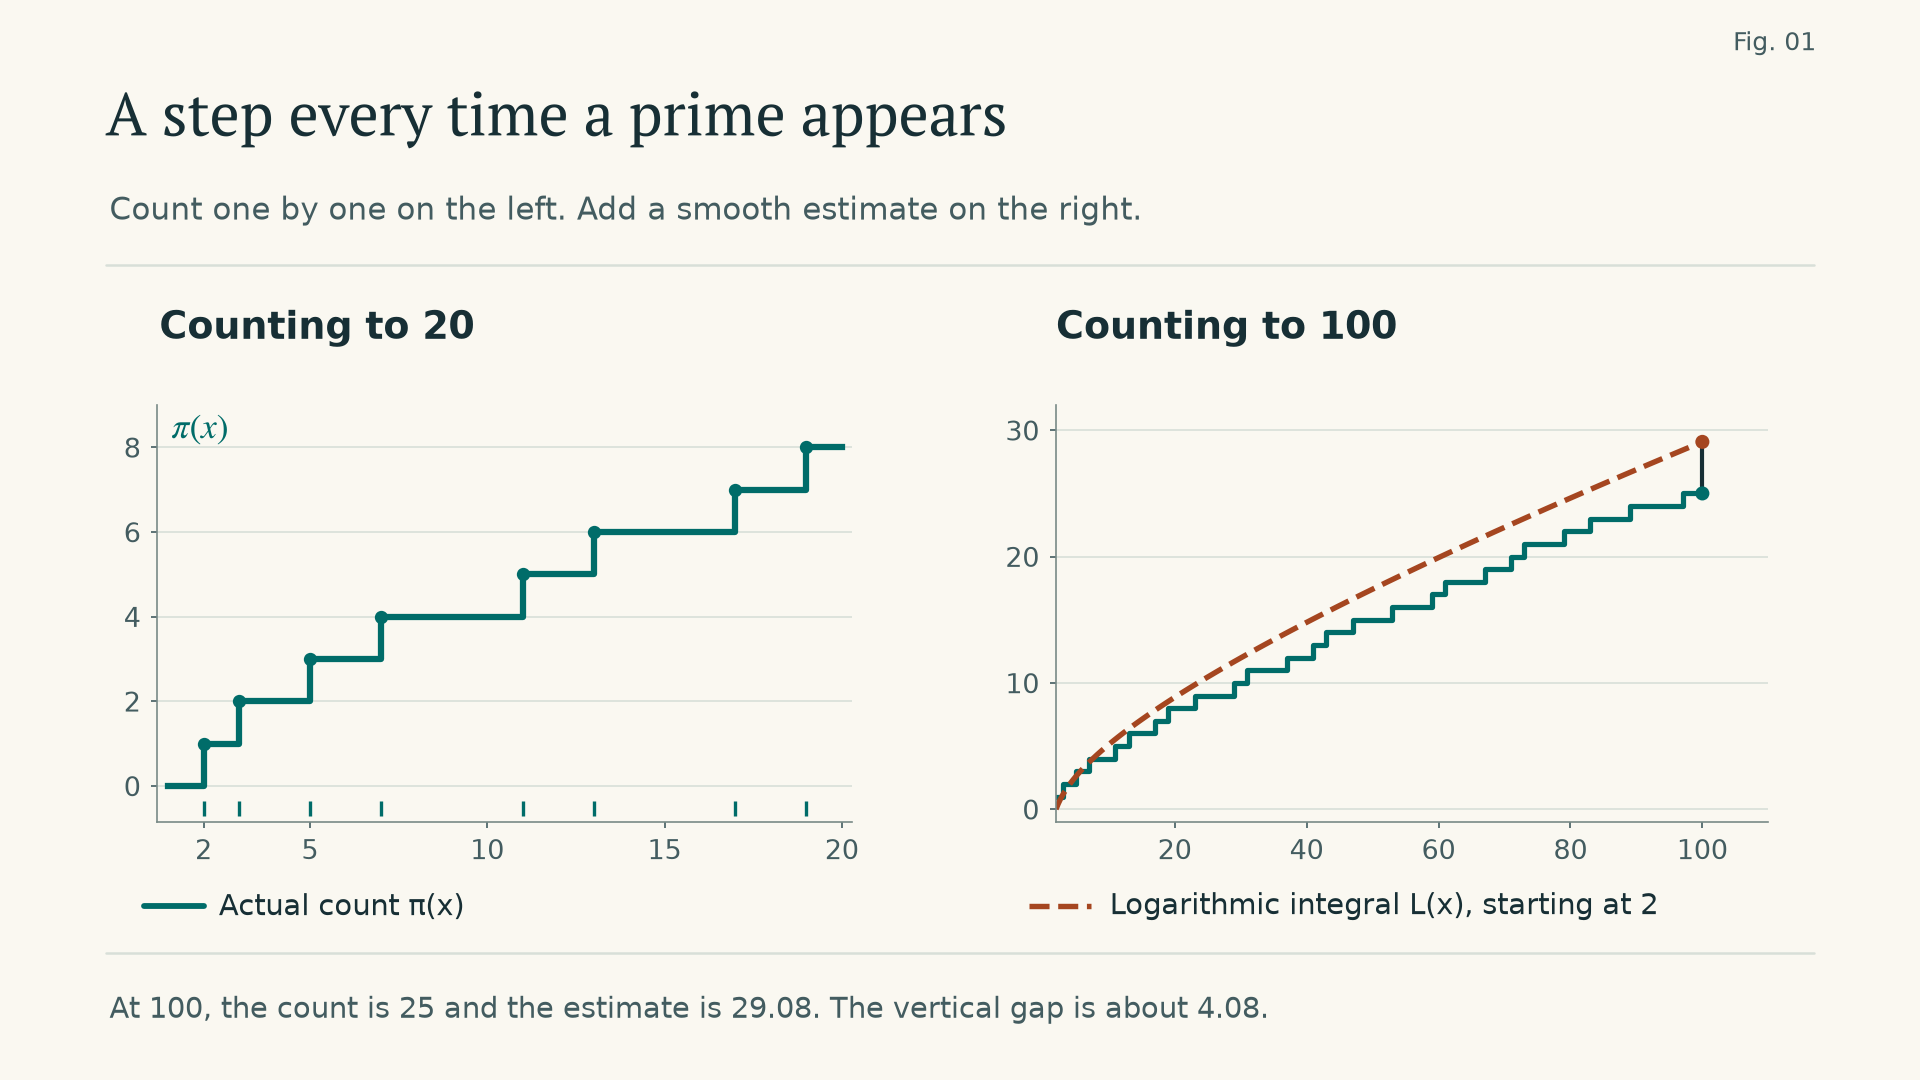 Fig. 01
A step every time a prime appears
Count one by one on the left. Add a smooth estimate on the right.
Counting to 20
π(x)
8
6
4
2
0
2 5 10 15 20
Actual count π(x)
Counting to 100
30
20
10
0
20 40 60 80 100
Logarithmic integral L(x), starting at 2
At 100, the count is 25 and the estimate is 29.08. The vertical gap is about 4.08.